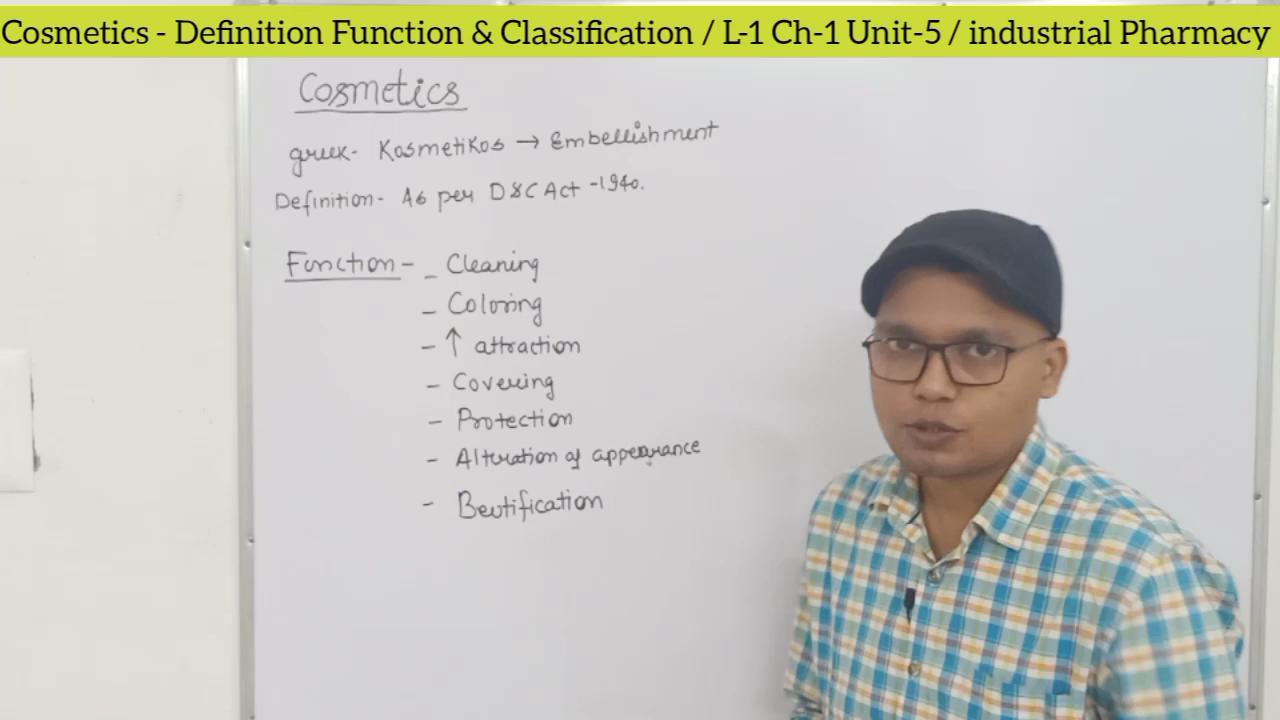 Cosmetics - Definition Function & Classification / L-1 Ch-1 Unit-5 / industrial Pharmacy
Cosmetics
greek- Kosmetikos → Embellishment
Definition- As per D&C Act -1940.
Function - - Cleaning
- Coloring
- ↑ attraction
- Covering
- Protection
- Alteration of appearance
- Beutification